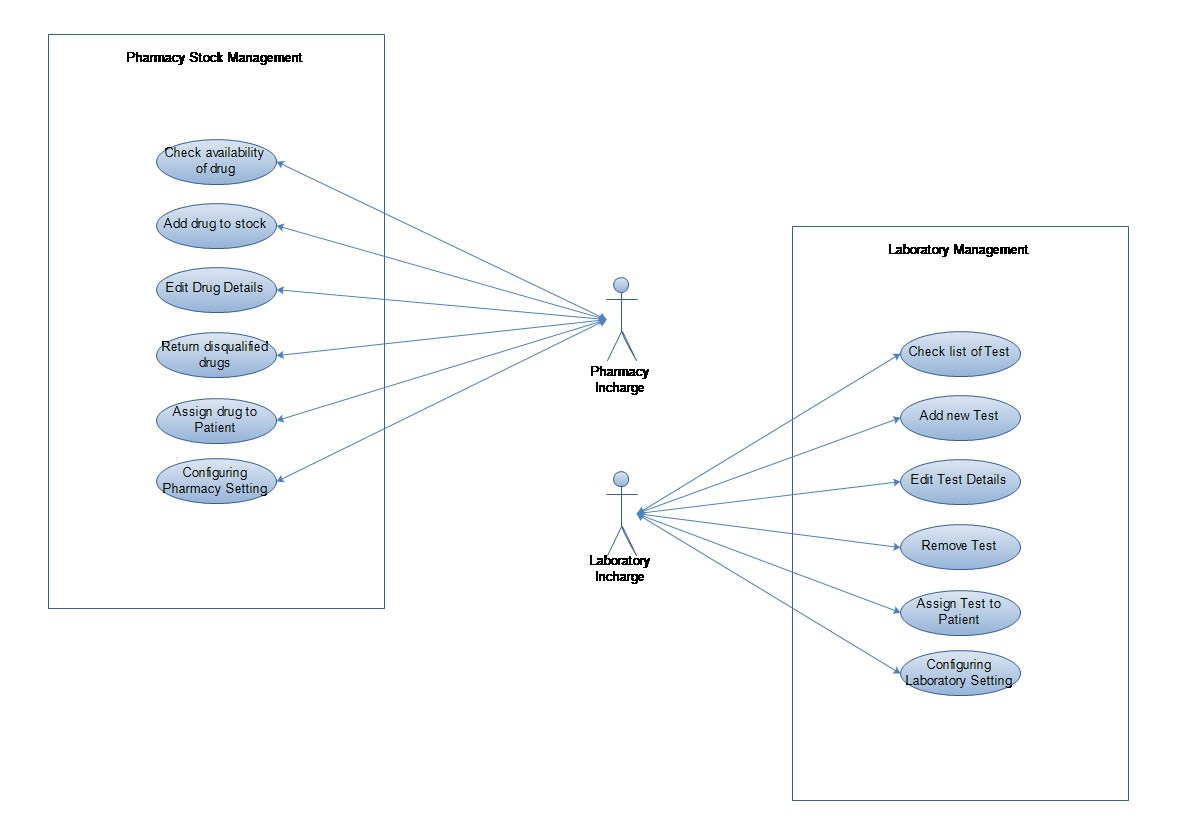 Pharmacy Stock Management
Check availability
of drug
Add drug to stock
Edit Drug Details
Return disqualified
drugs
Assign drug to
Patient
Configuring
Pharmacy Setting
Pharmacy
Incharge
Laboratory
Incharge
Laboratory Management
Check list of Test
Add new Test
Edit Test Details
Remove Test
Assign Test to
Patient
Configuring
Laboratory Setting